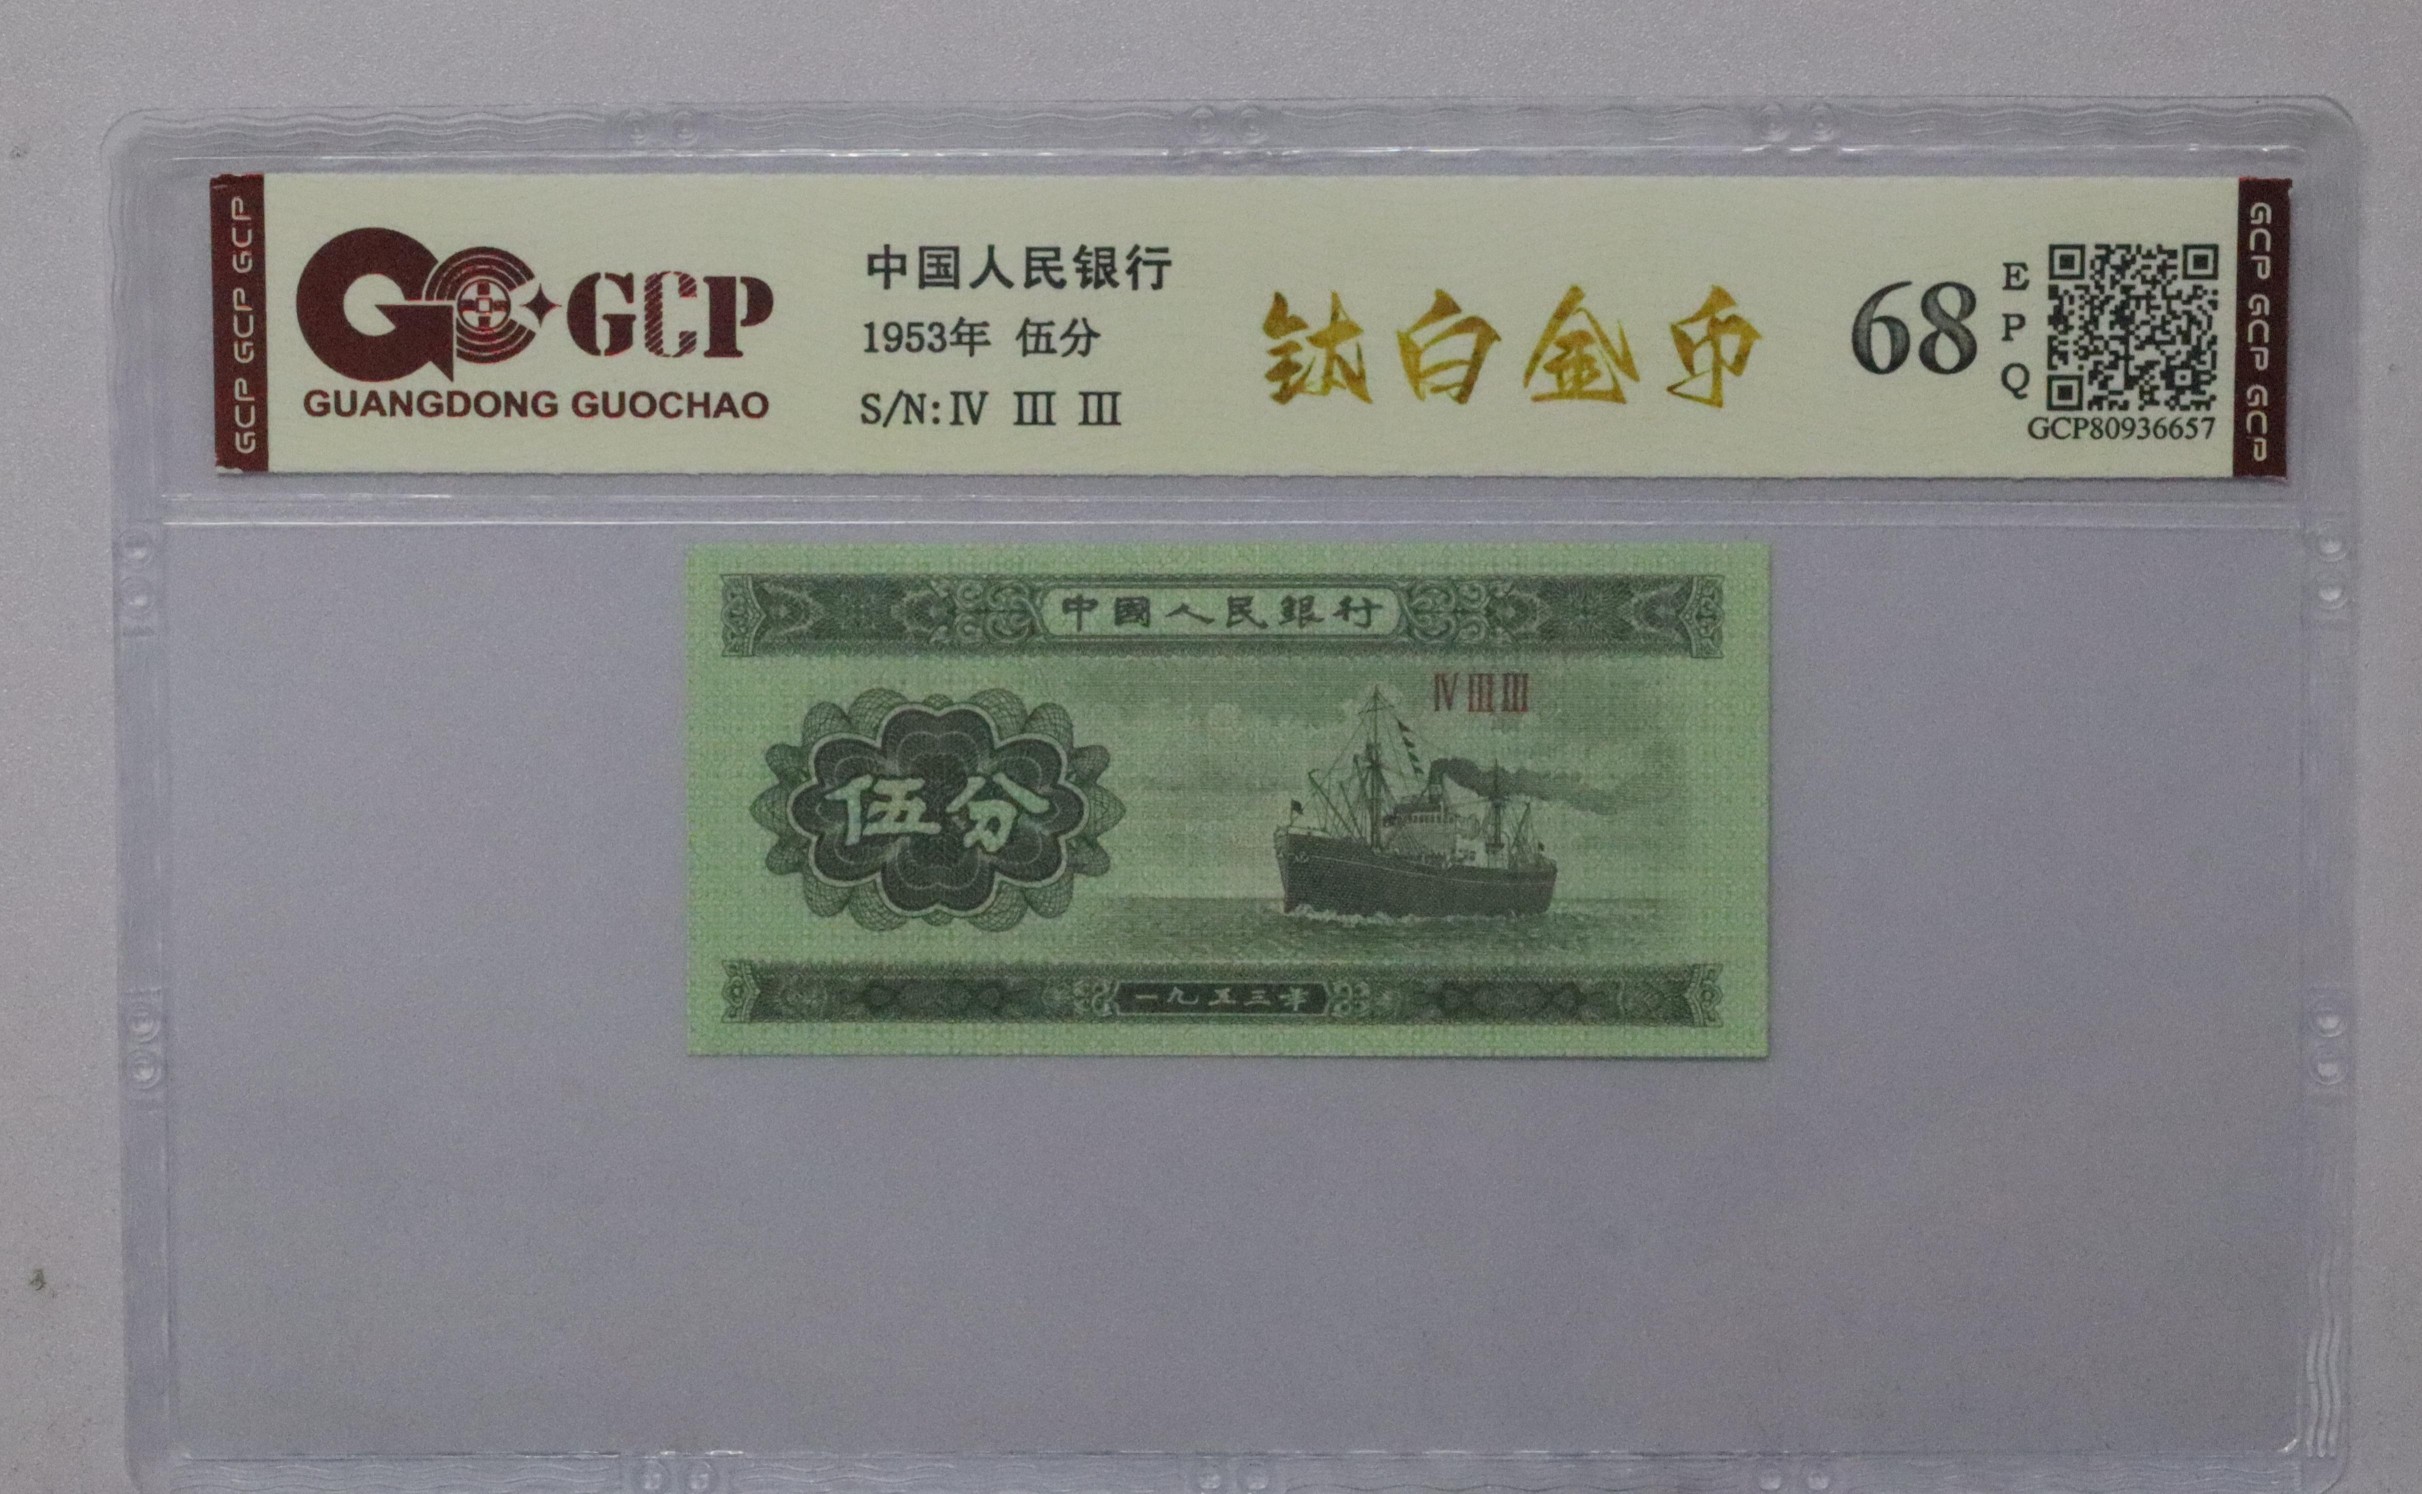 GCP GCP GCP
GCP
GUANGDONG GUOCHAO
中国人民银行
1953年 伍分
S/N: Ⅳ Ⅲ Ⅲ
钛白金币
68
E
P
Q
GCP80936657
GCP GCP GCP
中國人民銀行
Ⅳ Ⅲ Ⅲ
伍分
一九五三年